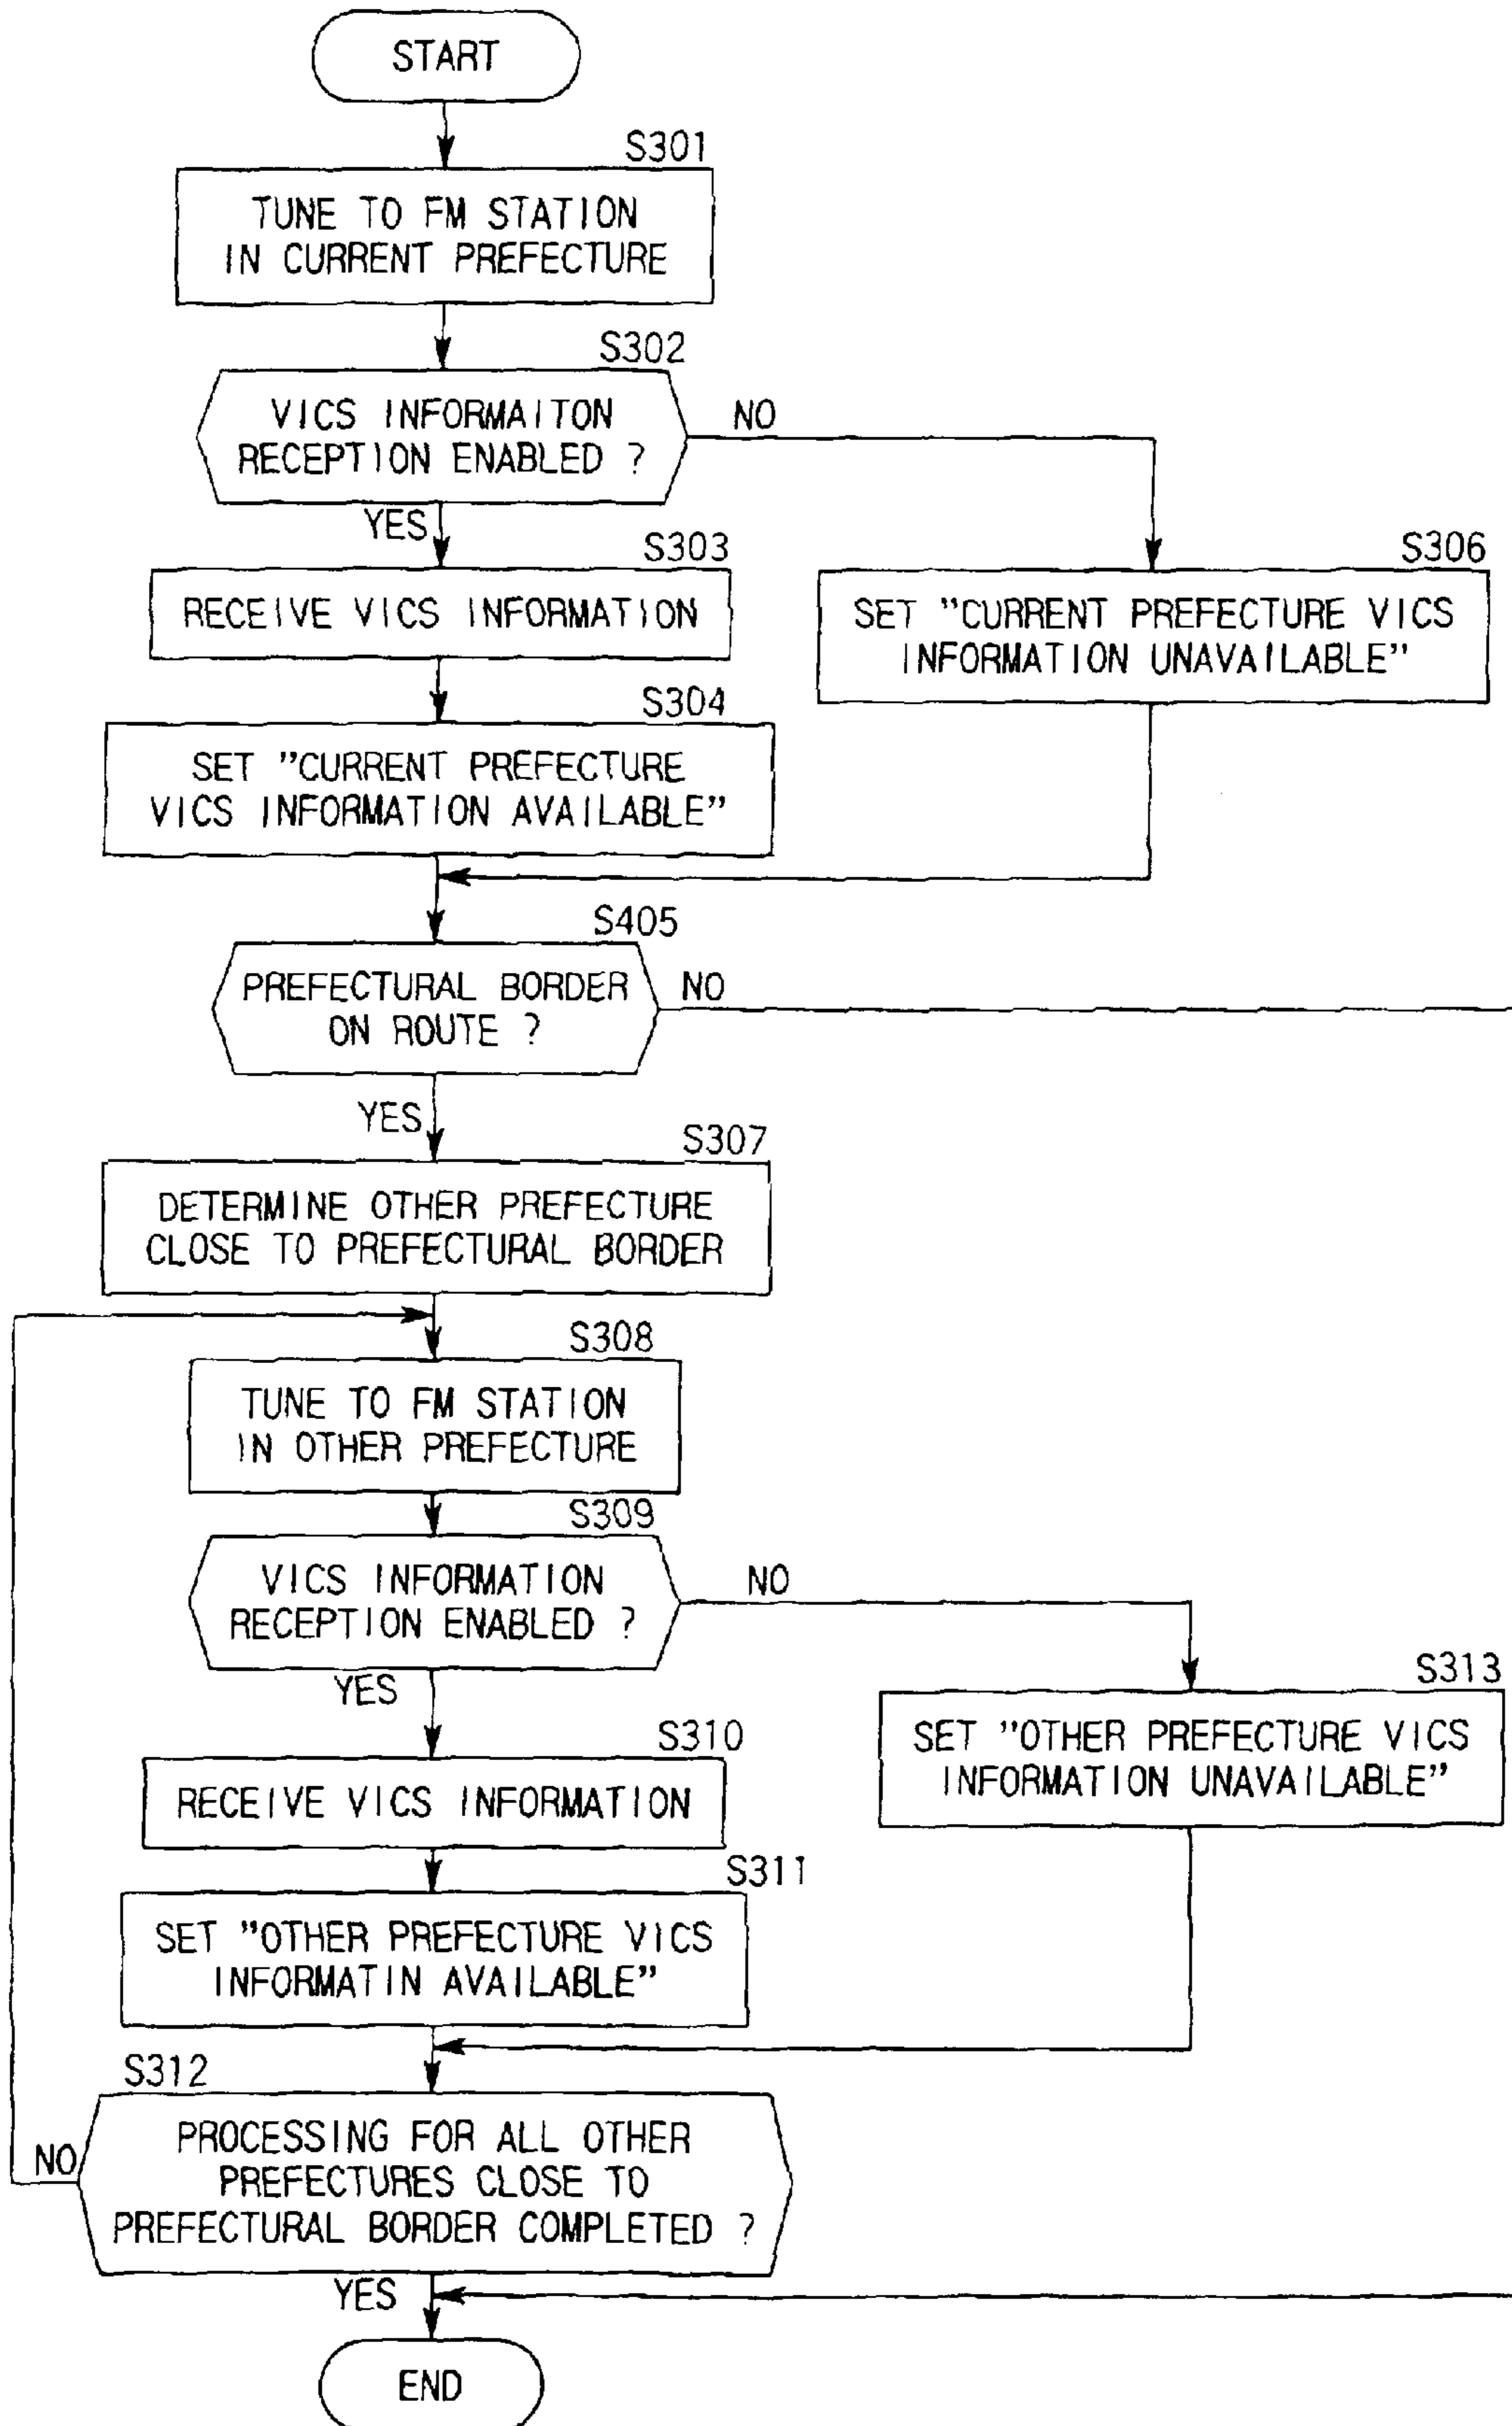 START
S301
TUNE TO FM STATION
IN CURRENT PREFECTURE
S302
VICS INFORMAITON
RECEPTION ENABLED ?
NO
YES
S303
RECEIVE VICS INFORMATION
S306
SET "CURRENT PREFECTURE VICS
INFORMATION UNAVAILABLE"
S304
SET "CURRENT PREFECTURE
VICS INFORMATION AVAILABLE"
S405
PREFECTURAL BORDER
ON ROUTE ?
NO
YES
S307
DETERMINE OTHER PREFECTURE
CLOSE TO PREFECTURAL BORDER
S308
TUNE TO FM STATION
IN OTHER PREFECTURE
S309
VICS INFORMATION
RECEPTION ENABLED ?
NO
YES
S313
SET "OTHER PREFECTURE VICS
INFORMATION UNAVAILABLE"
S310
RECEIVE VICS INFORMATION
S311
SET "OTHER PREFECTURE VICS
INFORMATIN AVAILABLE"
S312
PROCESSING FOR ALL OTHER
PREFECTURES CLOSE TO
PREFECTURAL BORDER COMPLETED ?
NO
YES
END